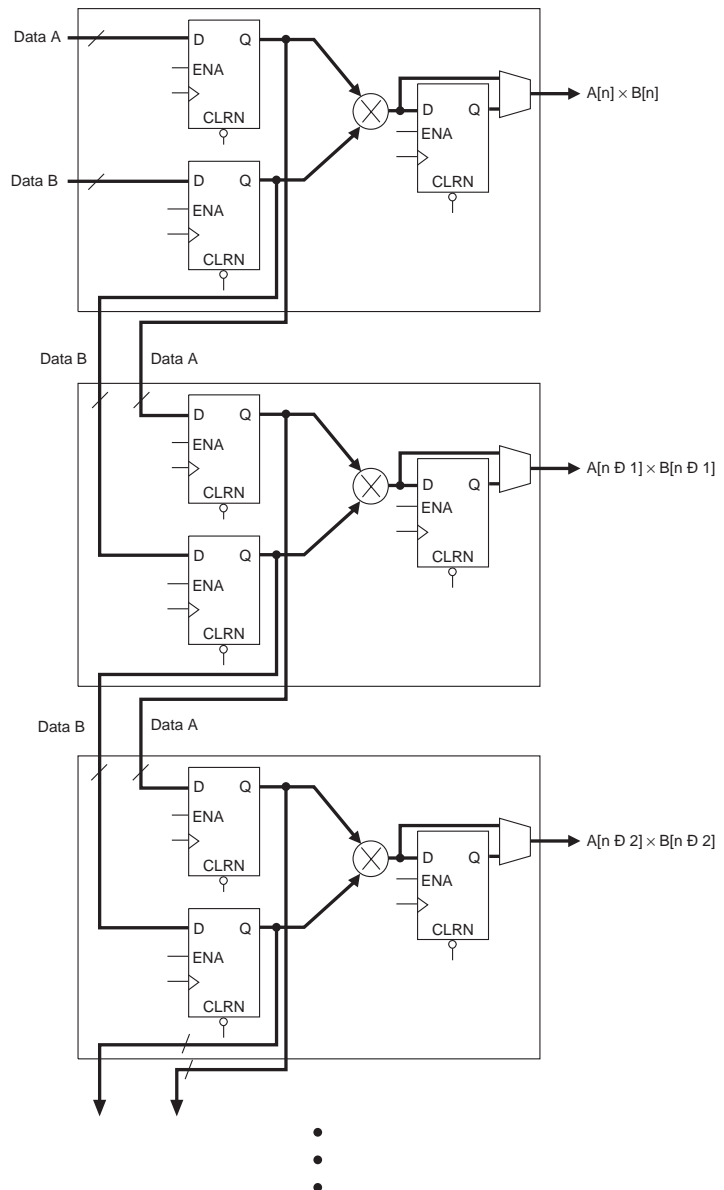 Data A
D Q
ENA
CLRN
D Q
ENA
CLRN
A[n] × B[n]
Data B
D Q
ENA
CLRN
Data B
Data A
D Q
ENA
CLRN
D Q
ENA
CLRN
A[n Ð 1] × B[n Ð 1]
D Q
ENA
CLRN
Data B
Data A
D Q
ENA
CLRN
D Q
ENA
CLRN
A[n Ð 2] × B[n Ð 2]
D Q
ENA
CLRN